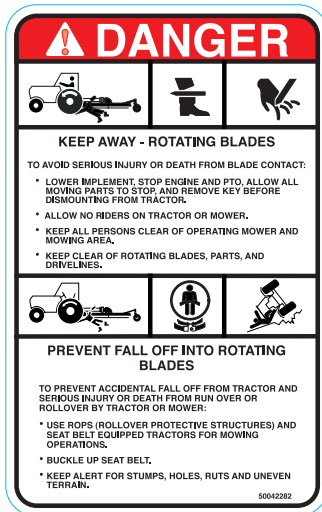 DANGER
KEEP AWAY - ROTATING BLADES
TO AVOID SERIOUS INJURY OR DEATH FROM BLADE CONTACT:
• LOWER IMPLEMENT, STOP ENGINE AND PTO, ALLOW ALL
MOVING PARTS TO STOP, AND REMOVE KEY BEFORE
DISMOUNTING FROM TRACTOR.
• ALLOW NO RIDERS ON TRACTOR OR MOWER.
• KEEP ALL PERSONS CLEAR OF OPERATING MOWER AND
MOWING AREA.
• KEEP CLEAR OF ROTATING BLADES, PARTS, AND
DRIVELINES.
PREVENT FALL OFF INTO ROTATING
BLADES
TO PREVENT ACCIDENTAL FALL OFF FROM TRACTOR AND
SERIOUS INJURY OR DEATH FROM RUN OVER OR
ROLLOVER BY TRACTOR OR MOWER:
• USE ROPS (ROLLOVER PROTECTIVE STRUCTURES) AND
SEAT BELT EQUIPPED TRACTORS FOR MOWING
OPERATIONS.
• BUCKLE UP SEAT BELT.
• KEEP ALERT FOR STUMPS, HOLES, RUTS AND UNEVEN
TERRAIN.
50042282